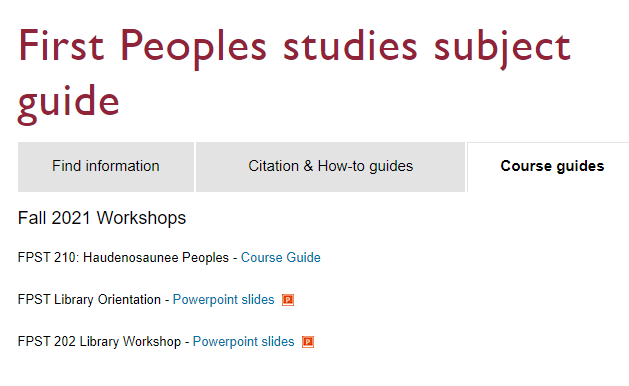 First Peoples studies subject
guide
Find information
Citation & How-to guides
Course guides
Fall 2021 Workshops
FPST 210: Haudenosaunee Peoples - Course Guide
FPST Library Orientation - Powerpoint slides
FPST 202 Library Workshop - Powerpoint slides